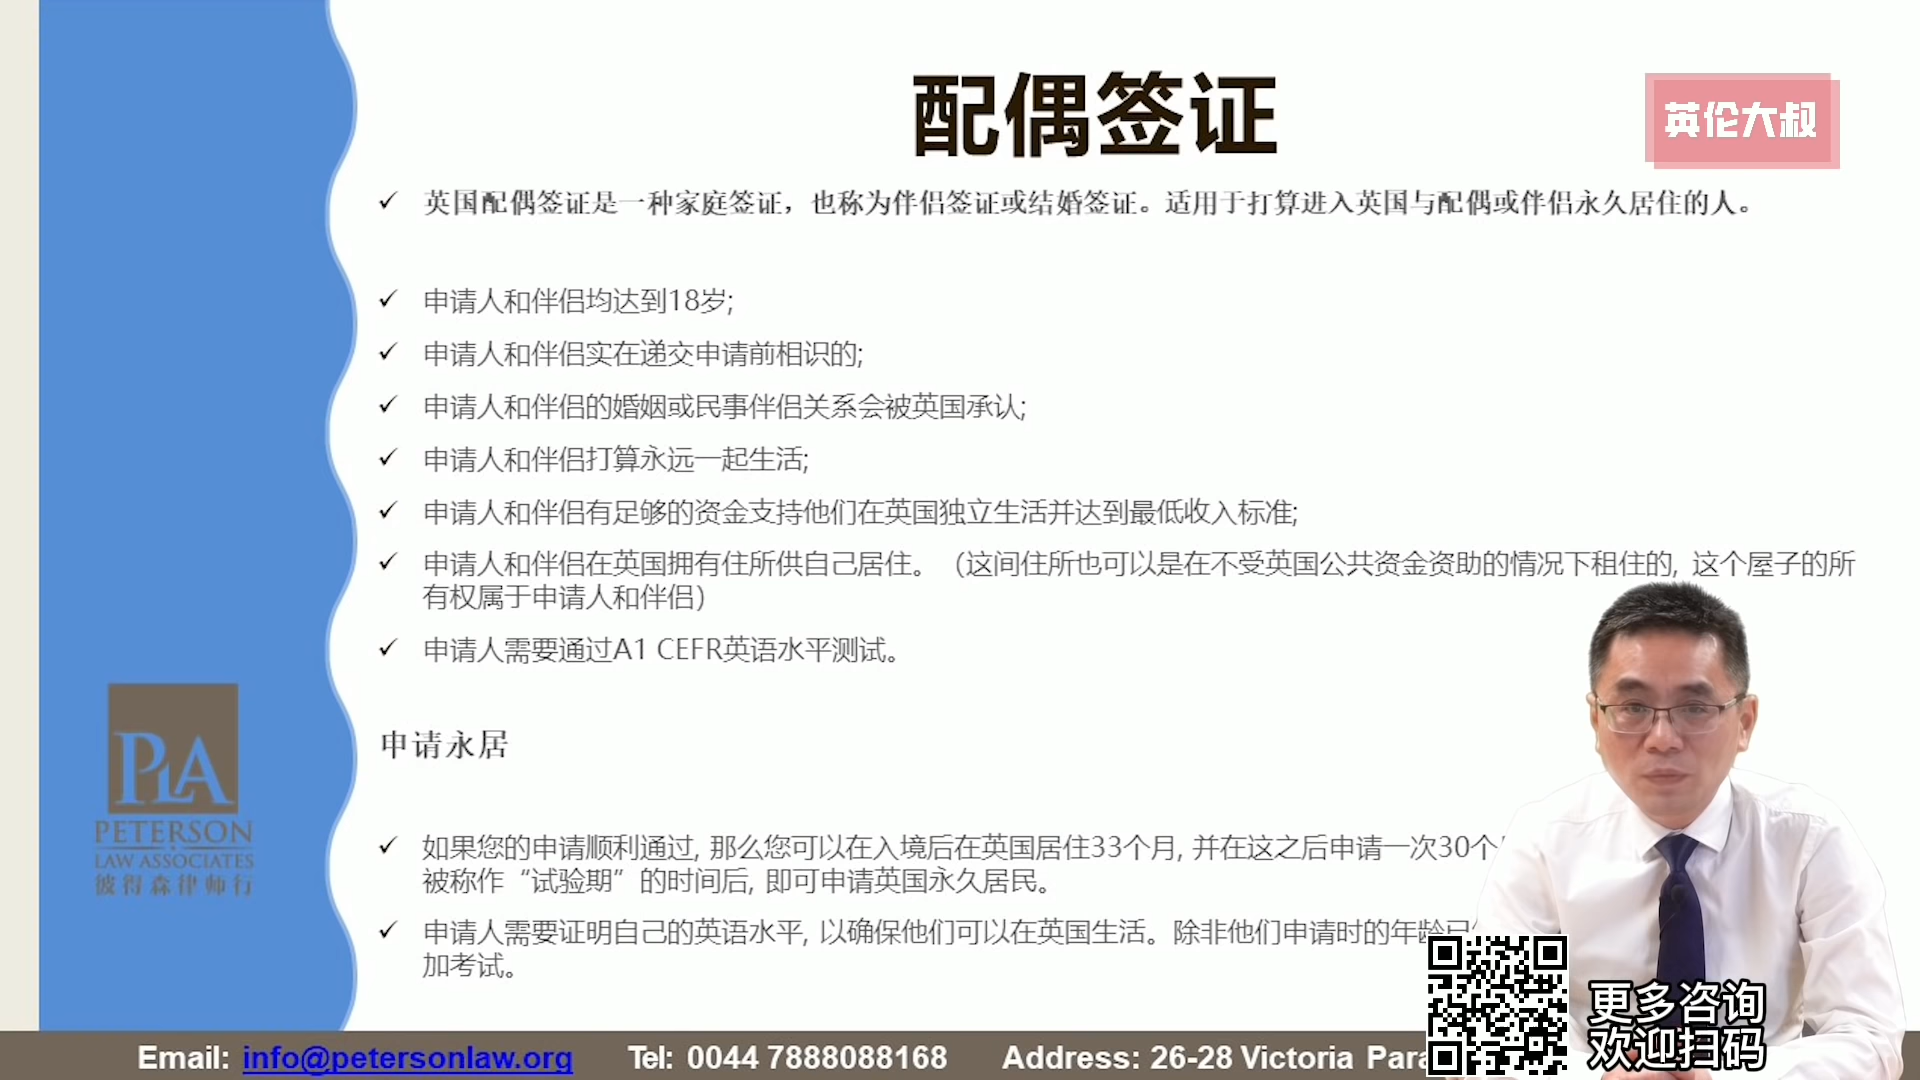 配偶签证
英伦大叔
✓ 英国配偶签证是一种家庭签证，也称为伴侣签证或结婚签证。适用于打算进入英国与配偶或伴侣永久居住的人。
✓ 申请人和伴侣均达到18岁;
✓ 申请人和伴侣实在递交申请前相识的;
✓ 申请人和伴侣的婚姻或民事伴侣关系会被英国承认;
✓ 申请人和伴侣打算永远一起生活;
✓ 申请人和伴侣有足够的资金支持他们在英国独立生活并达到最低收入标准;
✓ 申请人和伴侣在英国拥有住所供自己居住。（这间住所也可以是在不受英国公共资金资助的情况下租住的, 这个屋子的所
有权属于申请人和伴侣）
✓ 申请人需要通过A1 CEFR英语水平测试。
申请永居
✓ 如果您的申请顺利通过, 那么您可以在入境后在英国居住33个月, 并在这之后申请一次30个
被称作“试验期”的时间后, 即可申请英国永久居民。
✓ 申请人需要证明自己的英语水平, 以确保他们可以在英国生活。除非他们申请时的年龄已
加考试。
PLA
PETERSON
LAW ASSOCIATES
彼得森律师行
更多咨询
欢迎扫码
Email: info@petersonlaw.org Tel: 0044 7888088168 Address: 26-28 Victoria Para